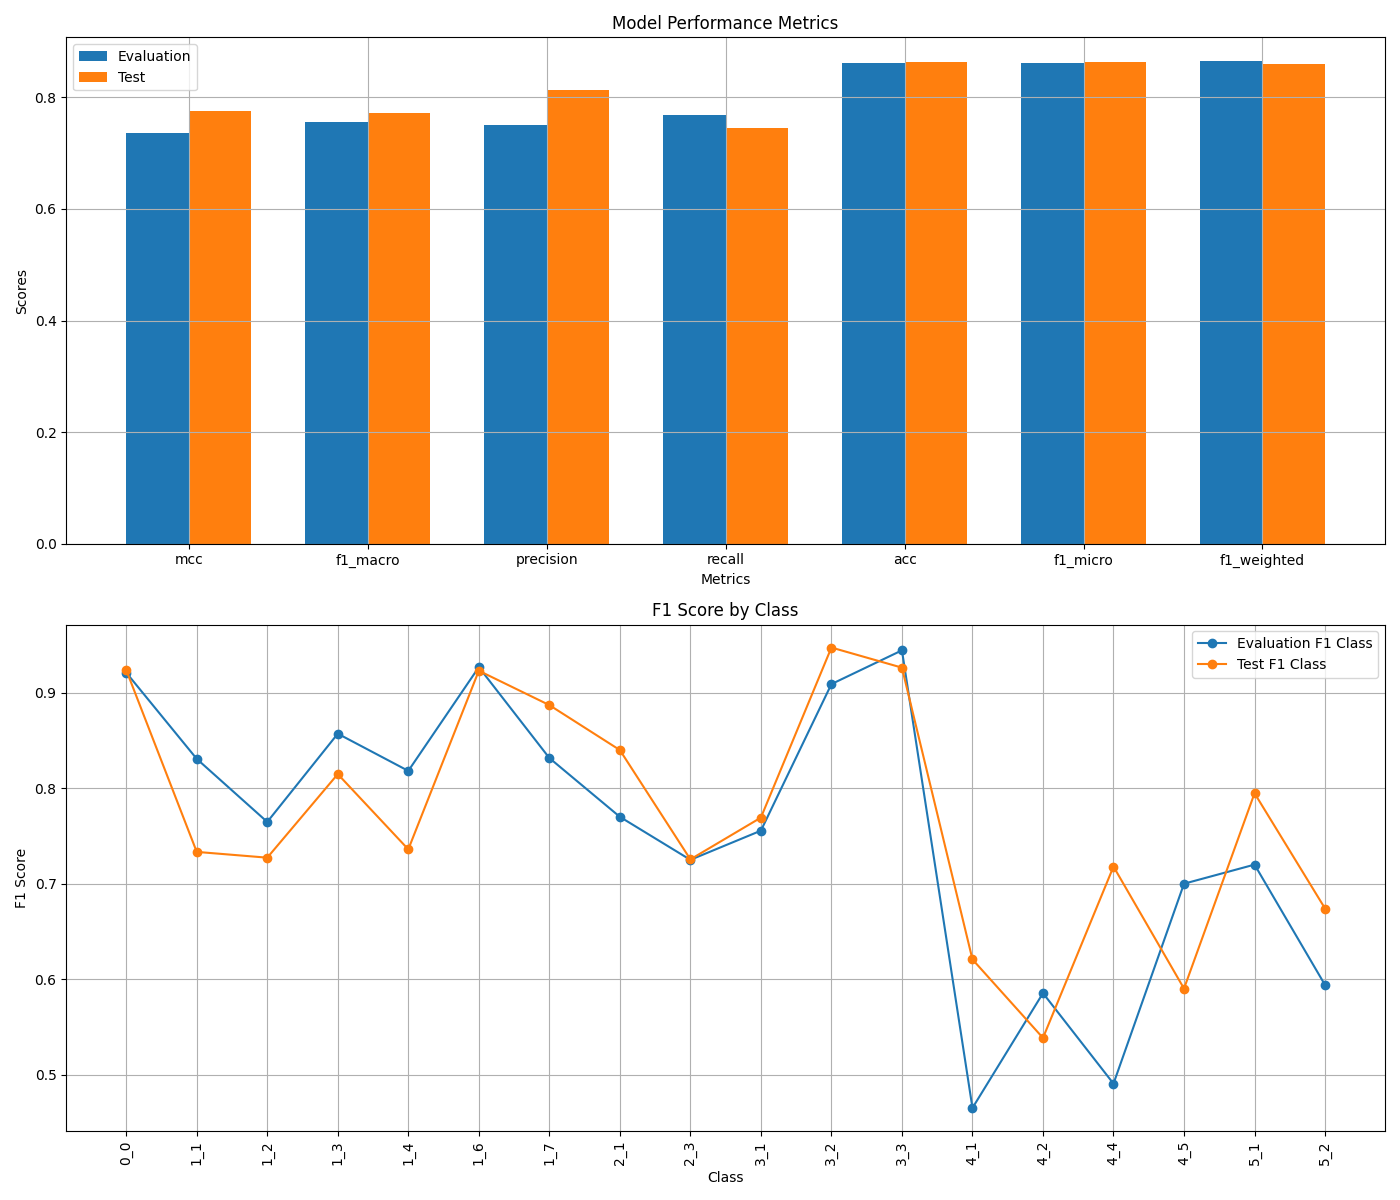 Model Performance Metrics
Evaluation
Test
0.8
0.6
0.4
0.2
0.0
Scores
mcc f1_macro precision recall acc f1_micro f1_weighted
Metrics
F1 Score by Class
Evaluation F1 Class
Test F1 Class
0.9
0.8
0.7
0.6
0.5
F1 Score
0_0 1_1 1_2 1_3 1_4 1_6 1_7 2_1 2_3 3_1 3_2 3_3 4_1 4_2 4_4 4_5 5_1 5_2
Class